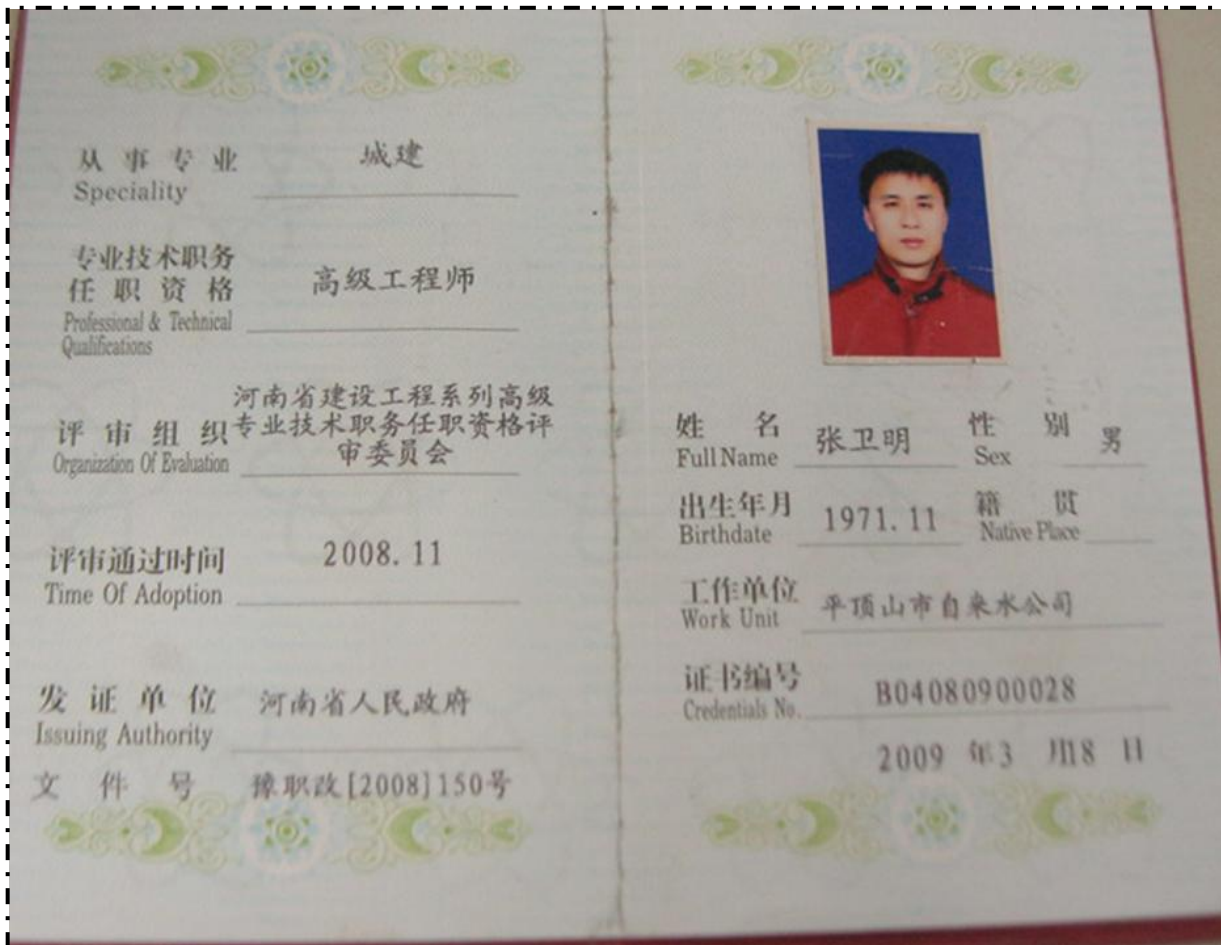 从事专业 城建
Speciality
专业技术职务
任职资格 高级工程师
Professional & Technical
Qualifications
河南省建设工程系列高级
评审组织 专业技术职务任职资格评
Organization Of Evaluation 审委员会
评审通过时间 2008.11
Time Of Adoption
发证单位 河南省人民政府
Issuing Authority
文件号 豫职改[2008]150号
姓名 张卫明 性别 男
Full Name Sex
出生年月 1971.11 籍贯
Birthdate Native Place
工作单位 平顶山市自来水公司
Work Unit
证书编号 B04080900028
Credentials No.
2009 年3 月18 日